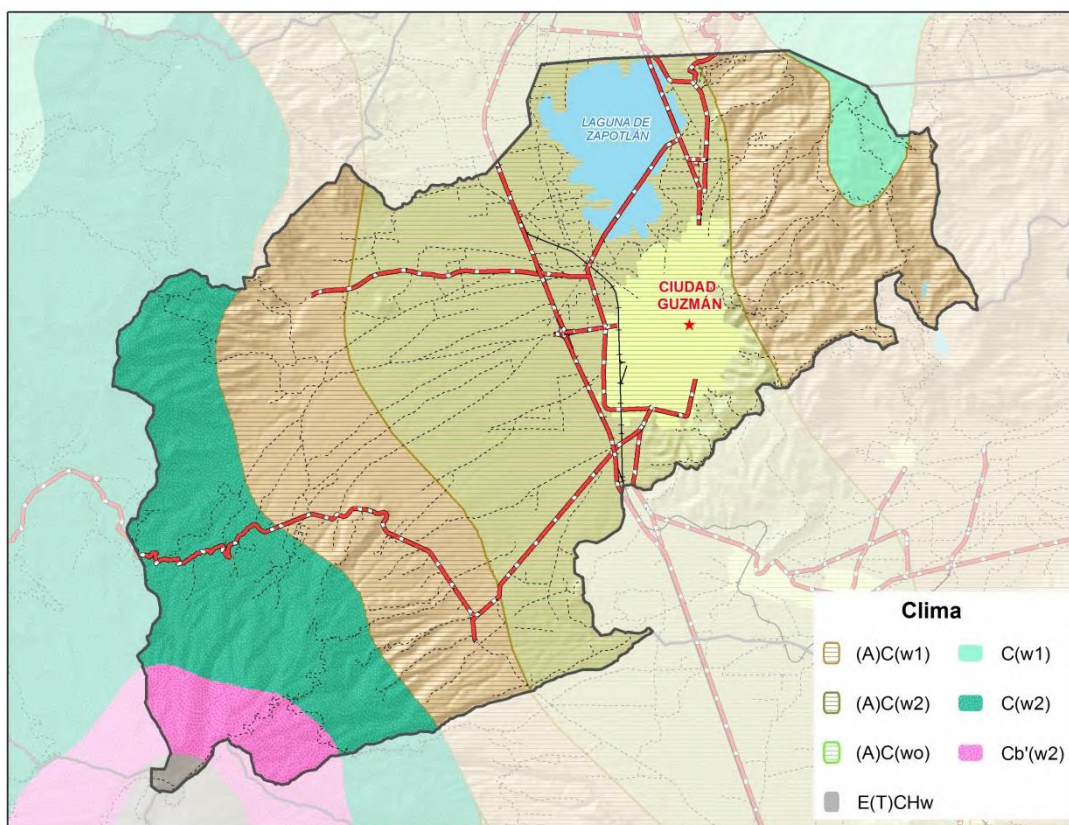 LAGUNA DE
ZAPOTLÁN
CIUDAD
GUZMÁN
Clima
(A)C(w1)
C(w1)
(A)C(w2)
C(w2)
(A)C(wo)
Cb'(w2)
E(T)CHw